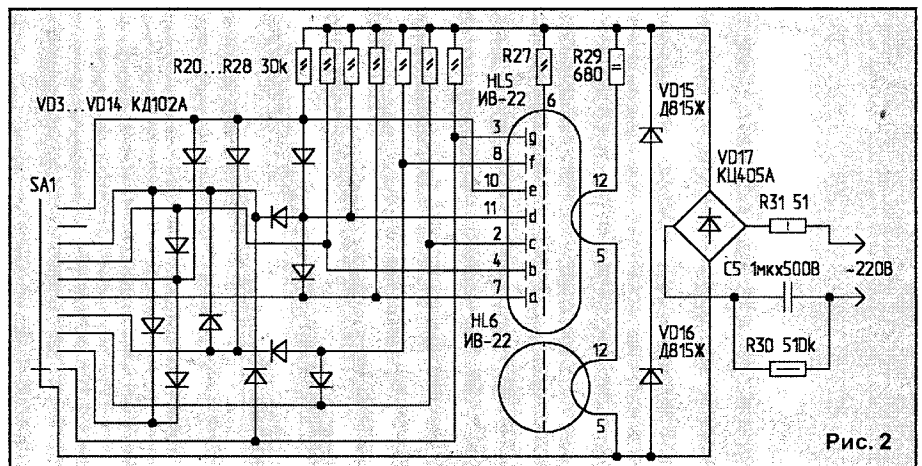 R20...R28 30k
VD3...VD14 КД102А
SA1
R27
HL5
ИВ-22
6
3
g
8
f
10
e
11
d
2
c
4
b
7
a
12
5
HL6
ИВ-22
12
5
R29
680
VD15
Д815Ж
VD16
Д815Ж
VD17
КЦ405А
R31 51
C5 1мкх500В
~220В
R30 510k
Рис. 2